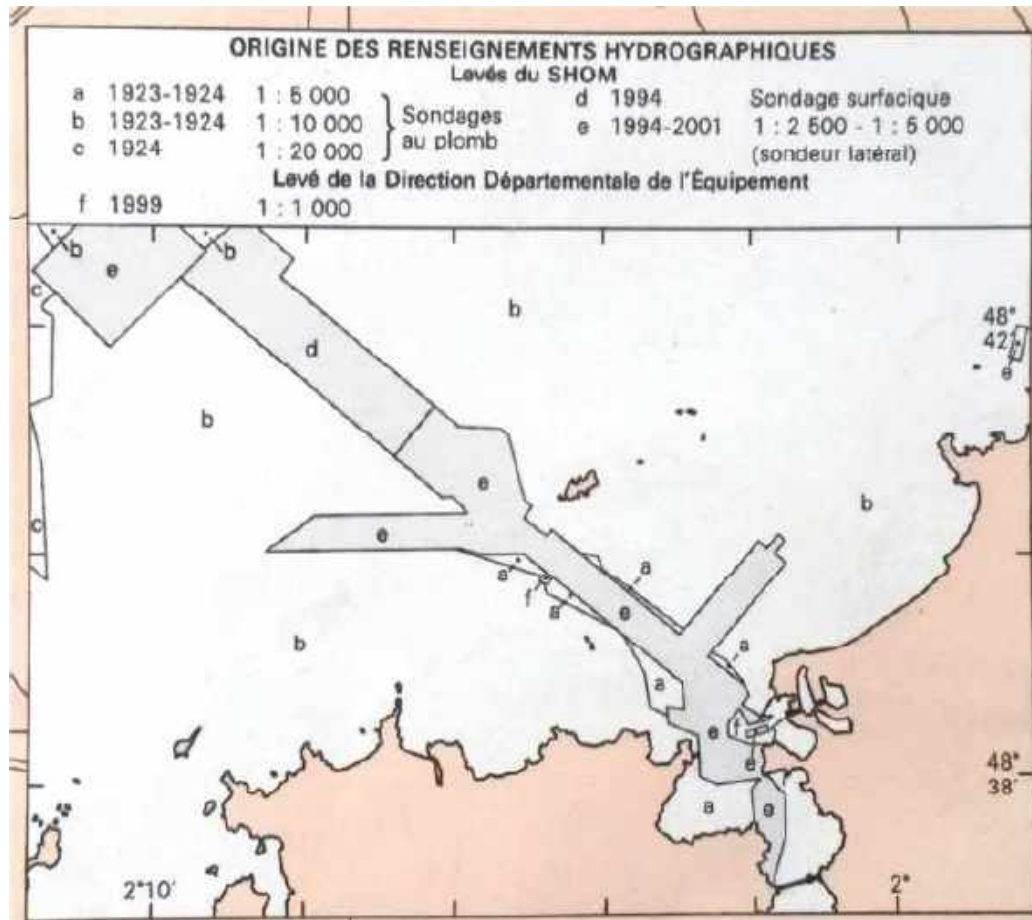 ORIGINE DES RENSEIGNEMENTS HYDROGRAPHIQUES
Levés du SHOM
a 1923-1924 1 : 5 000
b 1923-1924 1 : 10 000
c 1924 1 : 20 000
Sondages
au plomb
d 1994 Sondage surfacique
e 1994-2001 1 : 2 500 - 1 : 5 000
(sondeur latéral)
Levé de la Direction Départementale de l'Équipement
f 1999 1 : 1 000
b
b
e
c
b
48°
42'
e
d
b
e
b
c
e
a
a
f
a
e
b
a
a
f
e
e
48°
38'
a
e
2°10'
2°